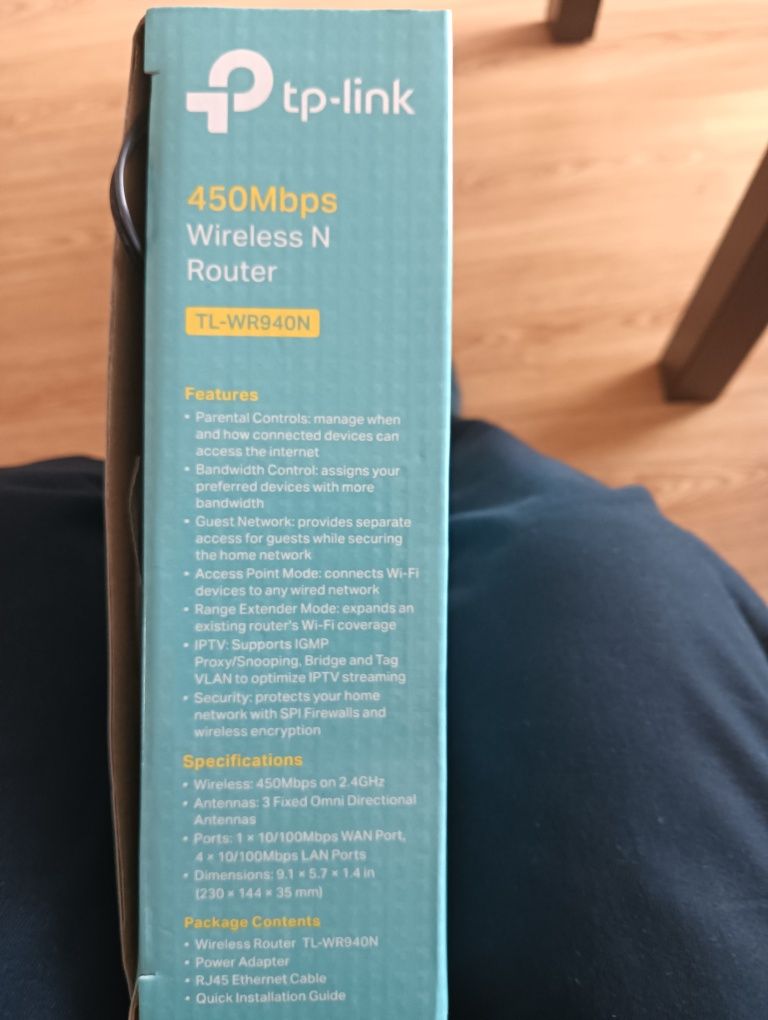 tp-link
450Mbps
Wireless N
Router
TL-WR940N
Features
• Parental Controls: manage when
and how connected devices can
access the internet
• Bandwidth Control: assigns your
preferred devices with more
bandwidth
• Guest Network: provides separate
access for guests while securing
the home network
• Access Point Mode: connects Wi-Fi
devices to any wired network
• Range Extender Mode: expands an
existing router's Wi-Fi coverage
• IPTV: Supports IGMP
Proxy/Snooping, Bridge and Tag
VLAN to optimize IPTV streaming
• Security: protects your home
network with SPI Firewalls and
wireless encryption
Specifications
• Wireless: 450Mbps on 2.4GHz
• Antennas: 3 Fixed Omni Directional
Antennas
• Ports: 1 × 10/100Mbps WAN Port,
4 × 10/100Mbps LAN Ports
• Dimensions: 9.1 × 5.7 × 1.4 in
(230 × 144 × 35 mm)
Package Contents
• Wireless Router TL-WR940N
• Power Adapter
• RJ45 Ethernet Cable
• Quick Installation Guide